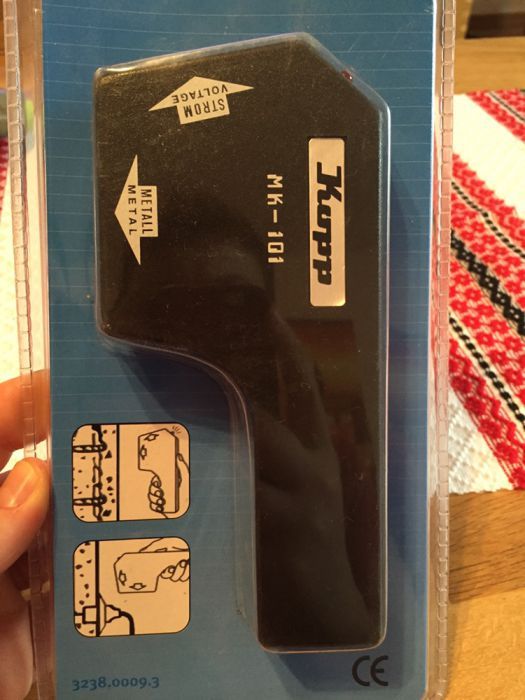 STROM
VOLTAGE
METALL
METAL
Kopp
MK-101
3238.0009.3
CE